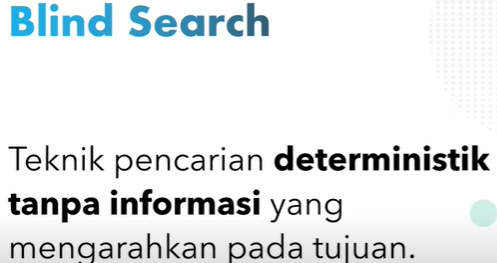 Blind Search
Teknik pencarian deterministik
tanpa informasi yang
mengarahkan pada tujuan.